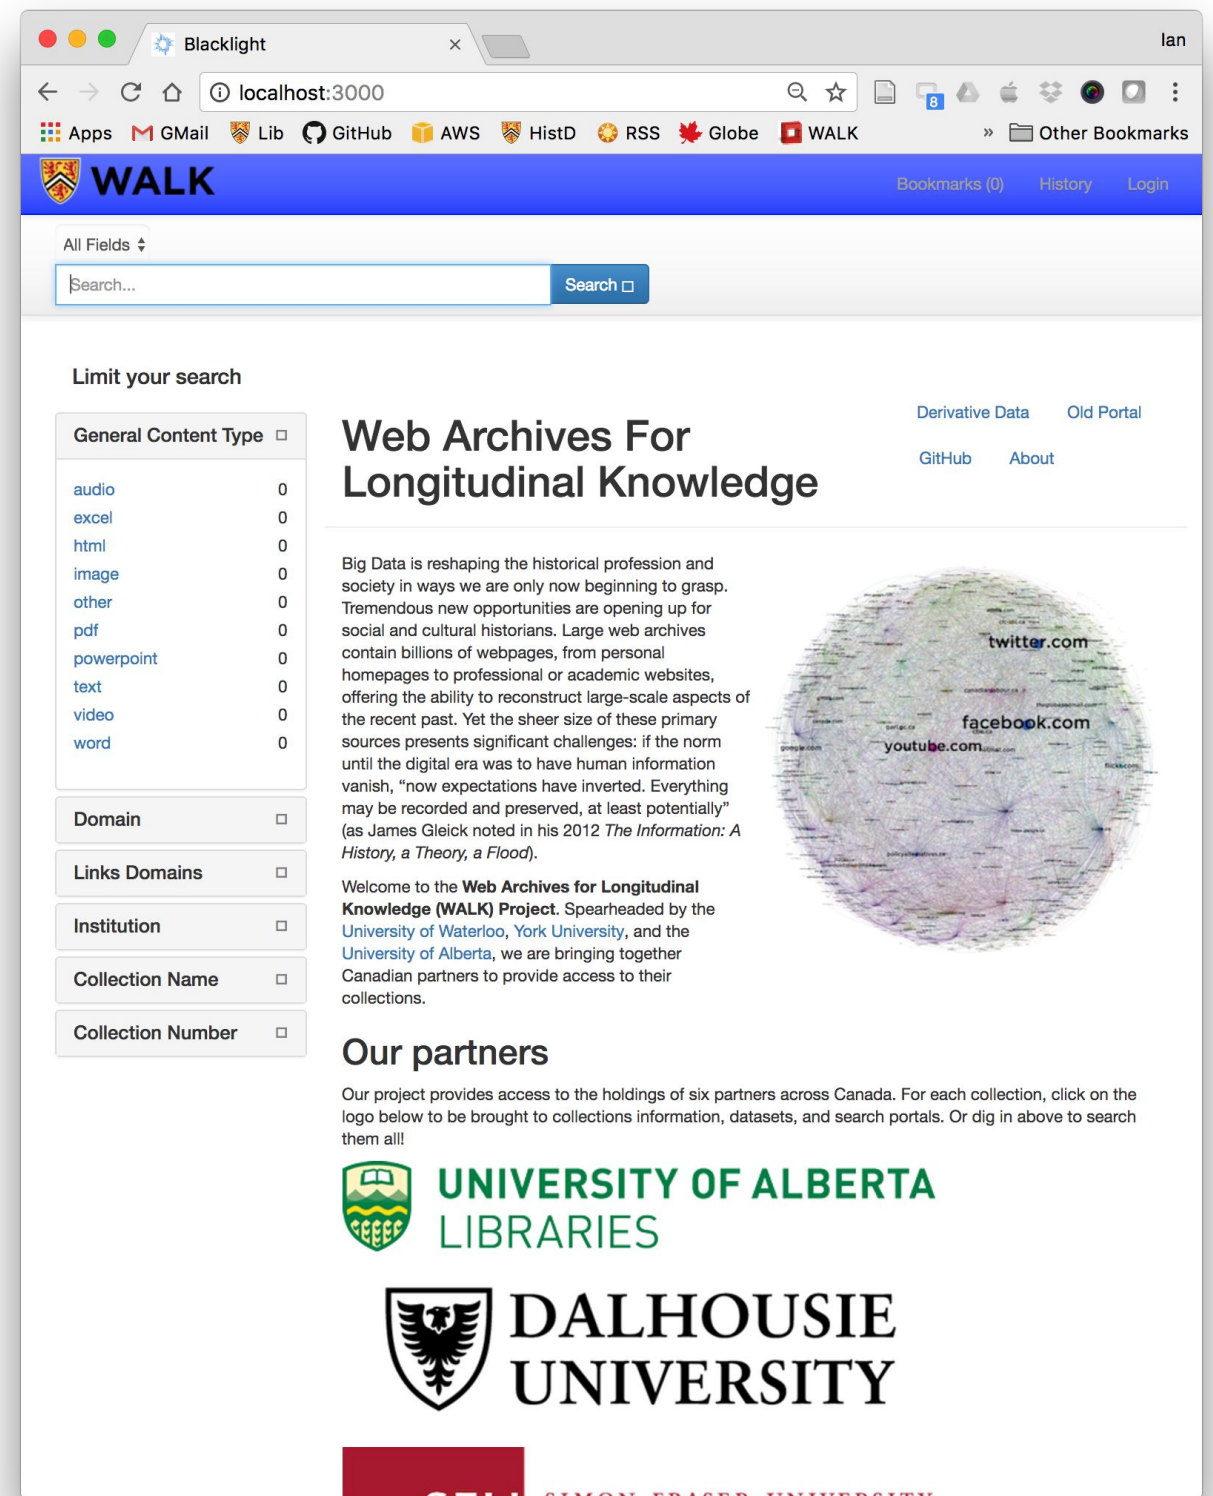 Blacklight
Ian
localhost:3000
8
Apps GMail Lib GitHub AWS HistD RSS Globe WALK » Other Bookmarks
WALK
Bookmarks (0) History Login
All Fields
Search...
Search
Limit your search
General Content Type
audio 0
excel 0
html 0
image 0
other 0
pdf 0
powerpoint 0
text 0
video 0
word 0
Domain
Links Domains
Institution
Collection Name
Collection Number
Web Archives For
Longitudinal Knowledge
Derivative Data Old Portal
GitHub About
Big Data is reshaping the historical profession and
society in ways we are only now beginning to grasp.
Tremendous new opportunities are opening up for
social and cultural historians. Large web archives
contain billions of webpages, from personal
homepages to professional or academic websites,
offering the ability to reconstruct large-scale aspects of
the recent past. Yet the sheer size of these primary
sources presents significant challenges: if the norm
until the digital era was to have human information
vanish, “now expectations have inverted. Everything
may be recorded and preserved, at least potentially”
(as James Gleick noted in his 2012 The Information: A
History, a Theory, a Flood).
twitter.com
facebook.com
youtube.com
google.com
flickr.com
Welcome to the Web Archives for Longitudinal
Knowledge (WALK) Project. Spearheaded by the
University of Waterloo, York University, and the
University of Alberta, we are bringing together
Canadian partners to provide access to their
collections.
Our partners
Our project provides access to the holdings of six partners across Canada. For each collection, click on the
logo below to be brought to collections information, datasets, and search portals. Or dig in above to search
them all!
UNIVERSITY OF ALBERTA
LIBRARIES
DALHOUSIE
UNIVERSITY
SFU SIMON FRASER UNIVERSITY